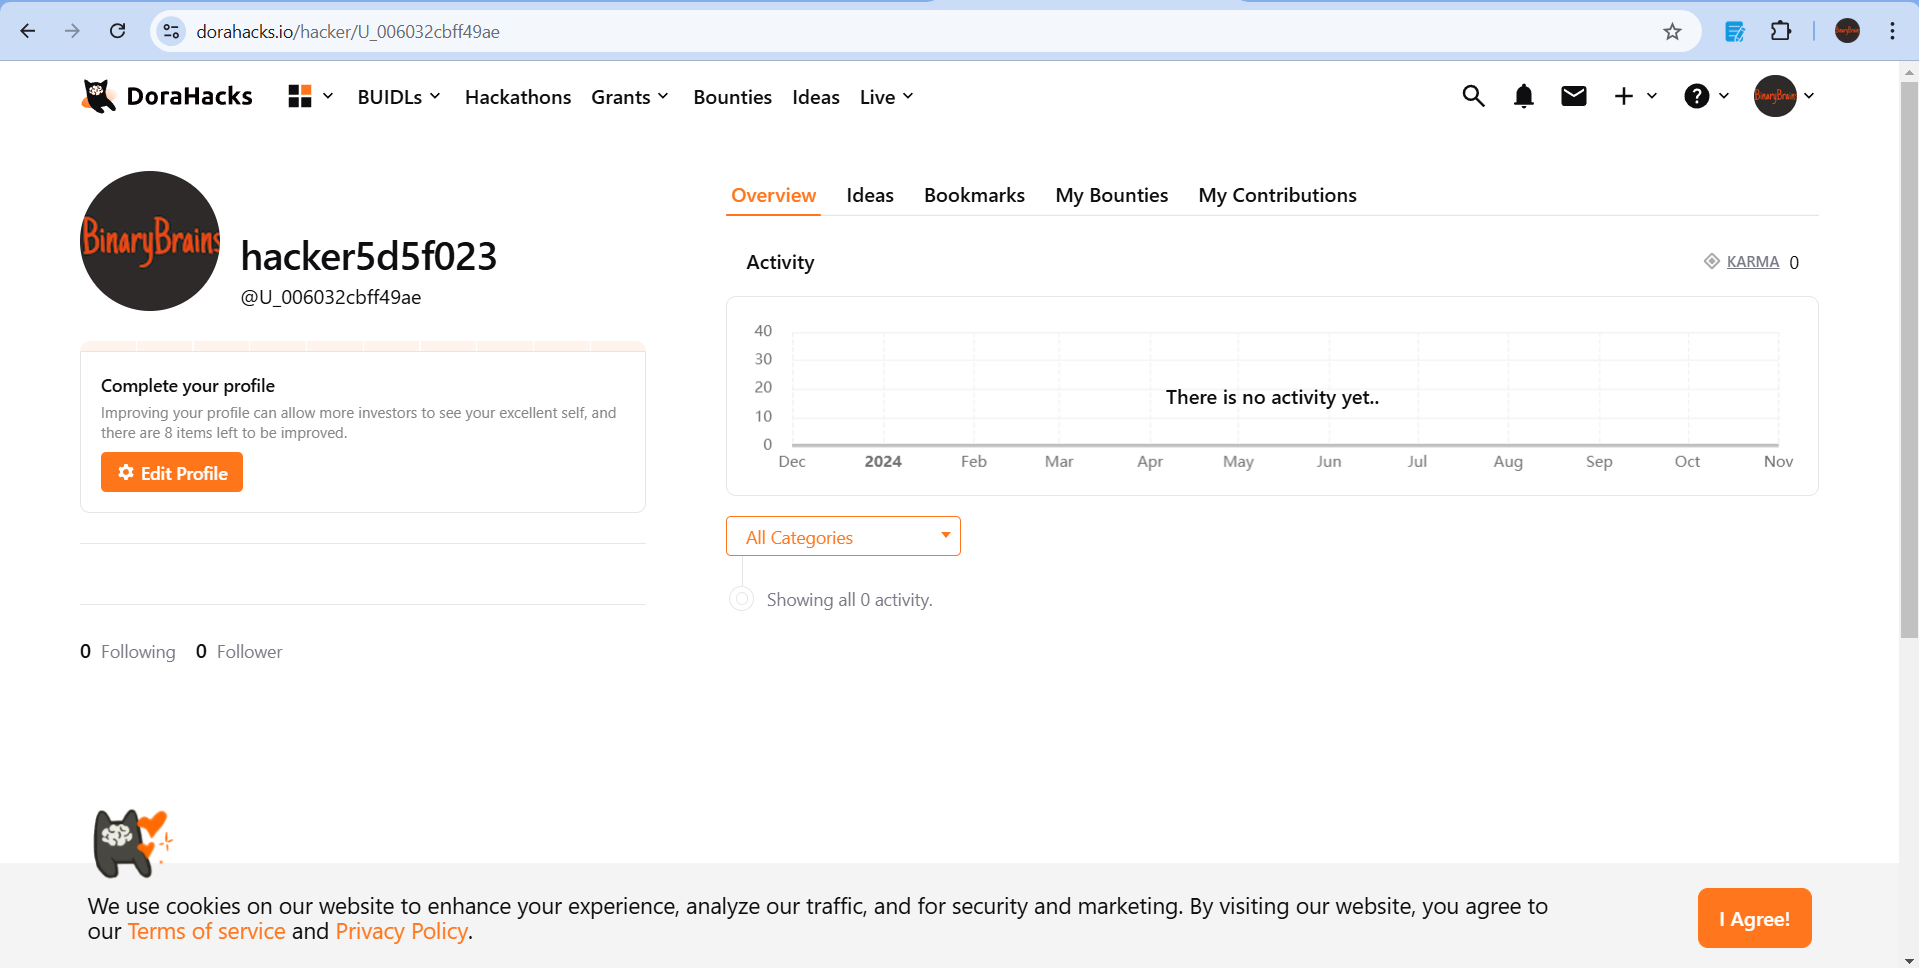 dorahacks.io/hacker/U_006032cbff49ae
DoraHacks BUIDLs Hackathons Grants Bounties Ideas Live
BinaryBrains
BinaryBrains
hacker5d5f023
@U_006032cbff49ae
Complete your profile
Improving your profile can allow more investors to see your excellent self, and
there are 8 items left to be improved.
Edit Profile
0 Following 0 Follower
Overview Ideas Bookmarks My Bounties My Contributions
Activity KARMA 0
40
30
20
10
0
There is no activity yet..
Dec 2024 Feb Mar Apr May Jun Jul Aug Sep Oct Nov
All Categories
Showing all 0 activity.
We use cookies on our website to enhance your experience, analyze our traffic, and for security and marketing. By visiting our website, you agree to
our Terms of service and Privacy Policy.
I Agree!